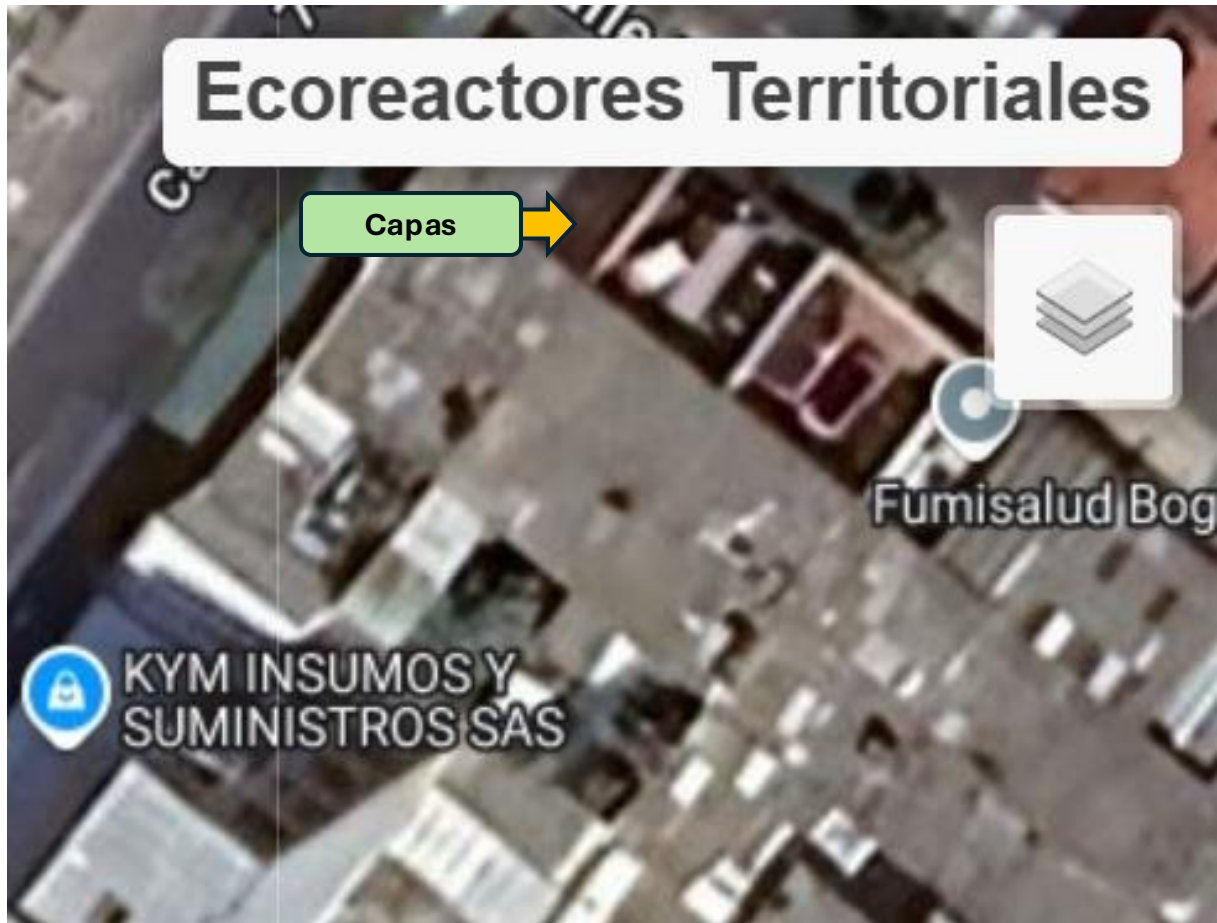 Ecoreactores Territoriales
Capas
Fumisalud Bog
KYM INSUMOS Y
SUMINISTROS SAS